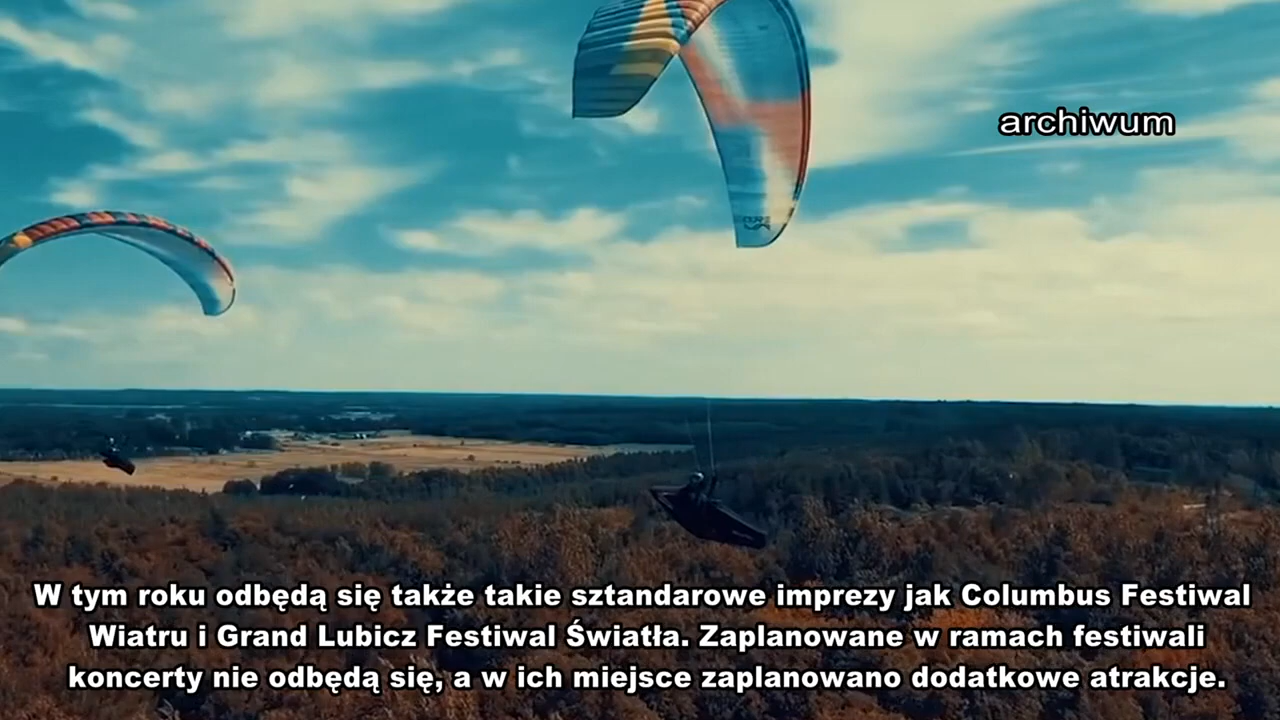 archiwum
W tym roku odbędą się także takie sztandarowe imprezy jak Columbus Festiwal
Wiatru i Grand Lubicz Festiwal Światła. Zaplanowane w ramach festiwali
koncerty nie odbędą się, a w ich miejsce zaplanowano dodatkowe atrakcje.